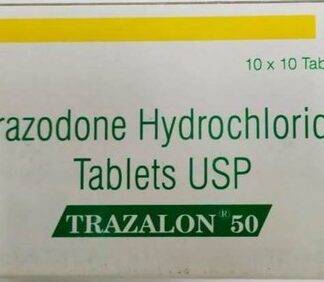 10 x 10 Tab
razodone Hydrochloric
Tablets USP
TRAZALON® 50